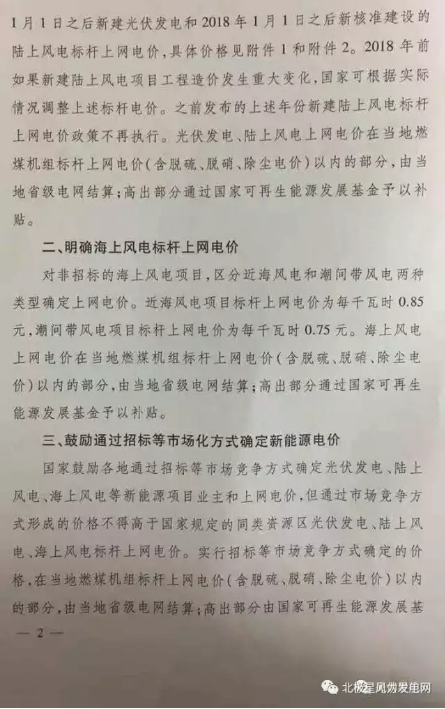 1月1日之后新建光伏发电和2018年1月1日之后新核准建设的
陆上风电标杆上网电价,具体价格见附件1和附件2。2018年前
如果新建陆上风电项目工程造价发生重大变化,国家可根据实际
情况调整上述标杆电价。之前发布的上述年份新建陆上风电标杆
上网电价政策不再执行。光伏发电、陆上风电上网电价在当地燃
煤机组标杆上网电价(含脱硫、脱硝、除尘电价)以内的部分,由当
地省级电网结算;高出部分通过国家可再生能源发展基金予以补
贴。
二、明确海上风电标杆上网电价
对非招标的海上风电项目,区分近海风电和潮间带风电两种
类型确定上网电价。近海风电项目标杆上网电价为每千瓦时0.85
元,潮间带风电项目标杆上网电价为每千瓦时0.75元。海上风电
上网电价在当地燃煤机组标杆上网电价(含脱硫、脱硝、除尘电
价)以内的部分,由当地省级电网结算;高出部分通过国家可再生
能源发展基金予以补贴。
三、鼓励通过招标等市场化方式确定新能源电价
国家鼓励各地通过招标等市场竞争方式确定光伏发电、陆上
风电、海上风电等新能源项目业主和上网电价,但通过市场竞争方
式形成的价格不得高于国家规定的同类资源区光伏发电、陆上风
电、海上风电标杆上网电价。实行招标等市场竞争方式确定的价
格,在当地燃煤机组标杆上网电价(含脱硫、脱硝、除尘电价)以内
的部分,由当地省级电网结算;高出部分由国家可再生能源发展基
— 2 —